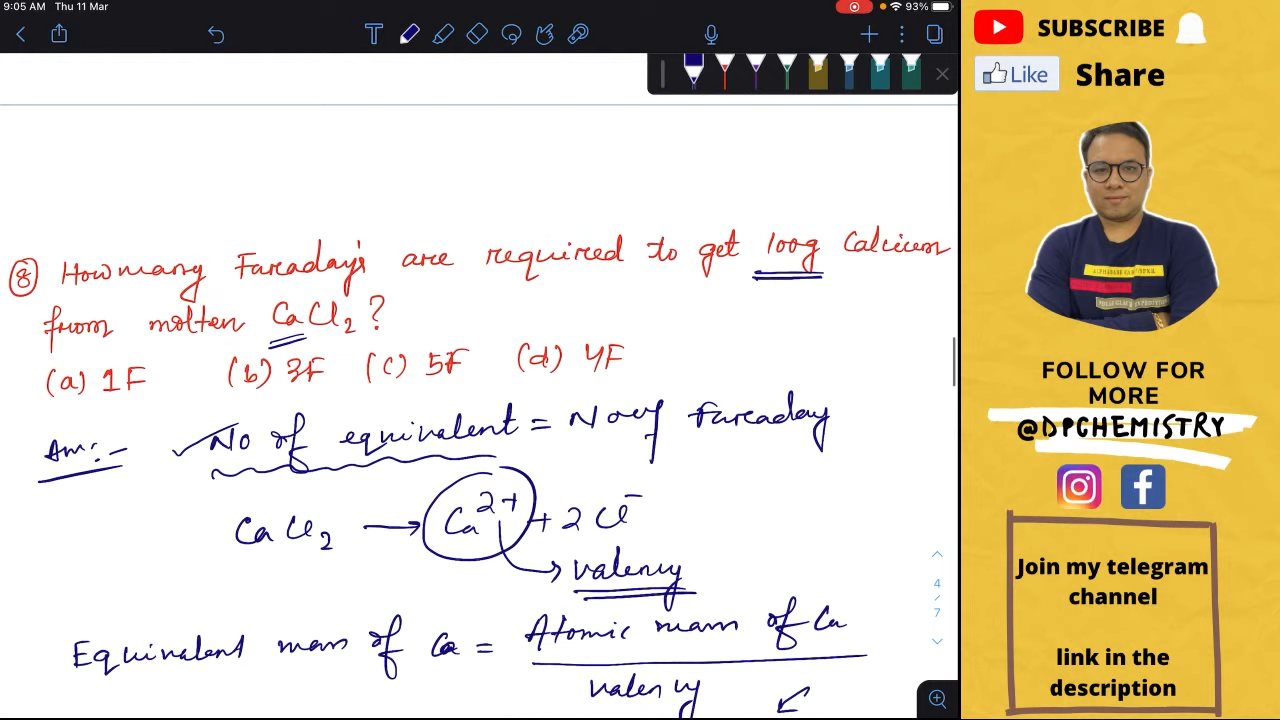 9:05 AM Thu 11 Mar
93%
⑧ How many Faraday's are required to get 100g Calcium
from molten CaCl2?
(a) 1F (b) 3F (c) 5F (d) 4F
Ans:- No of equivalent = No of Faraday
CaCl2 → Ca2+ + 2Cl-
valency
Equivalent mass of Ca = Atomic mass of Ca
valency
4
/
7
SUBSCRIBE
Like Share
FOLLOW FOR
MORE
@DPCHEMISTRY
Join my telegram
channel
link in the
description